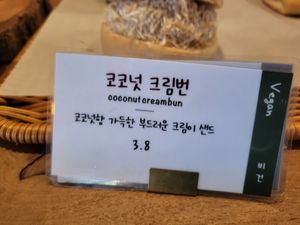 코코넛 크림번
coconut cream bun
코코넛향 가득한 부드러운 크림이 샌드
3.8
Vegan
비건